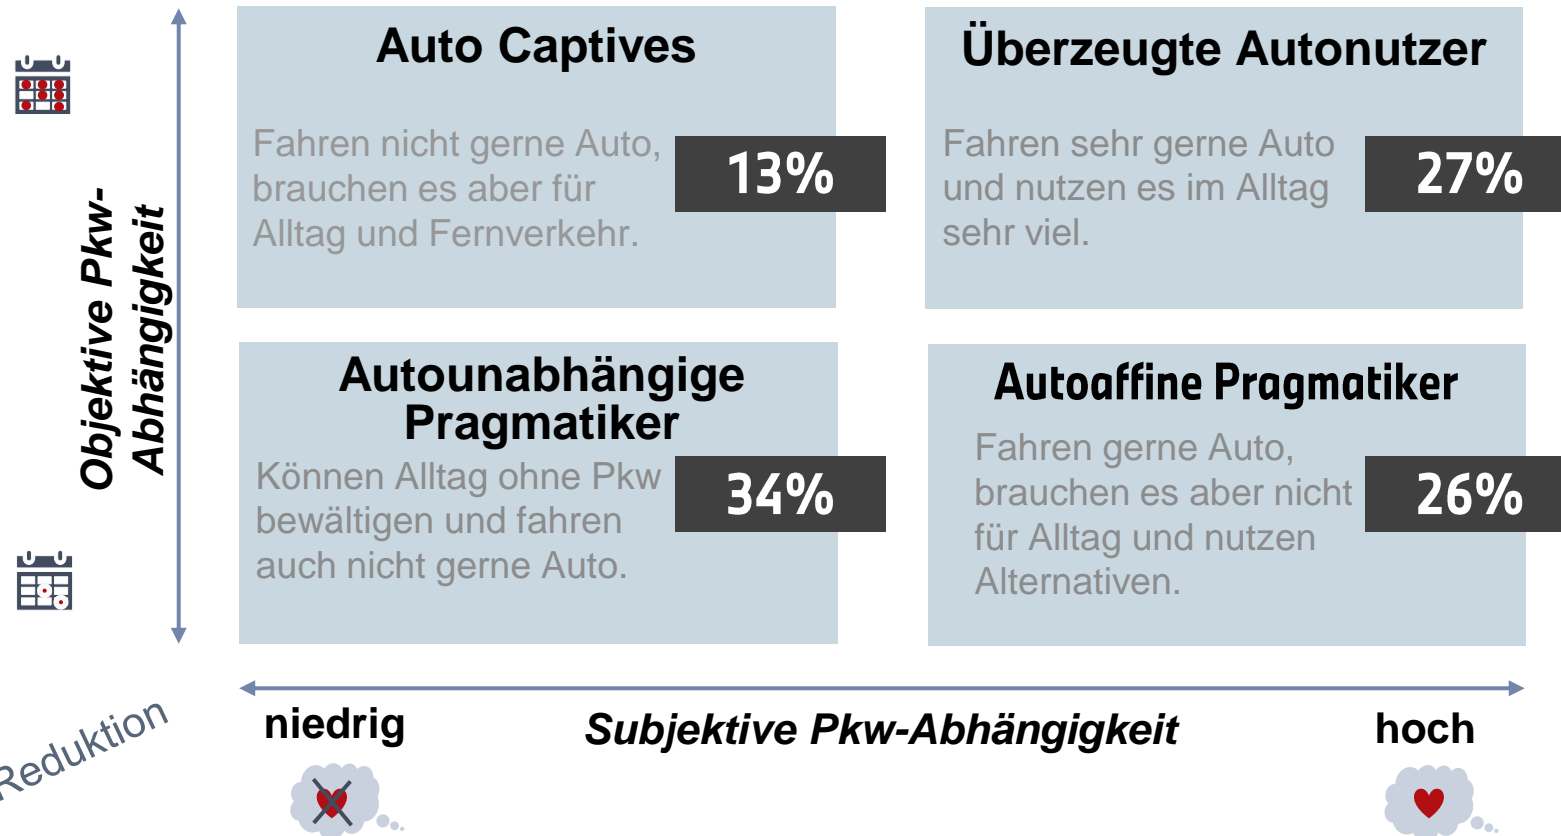 Auto Captives
Fahren nicht gerne Auto,
brauchen es aber für
Alltag und Fernverkehr.
13%
Überzeugte Autonutzer
Fahren sehr gerne Auto
und nutzen es im Alltag
sehr viel.
27%
Objektive Pkw-
Abhängigkeit
Autounabhängige
Pragmatiker
Können Alltag ohne Pkw
bewältigen und fahren
auch nicht gerne Auto.
34%
Autoaffine Pragmatiker
Fahren gerne Auto,
brauchen es aber nicht
für Alltag und nutzen
Alternativen.
26%
Reduktion
niedrig
Subjektive Pkw-Abhängigkeit
hoch